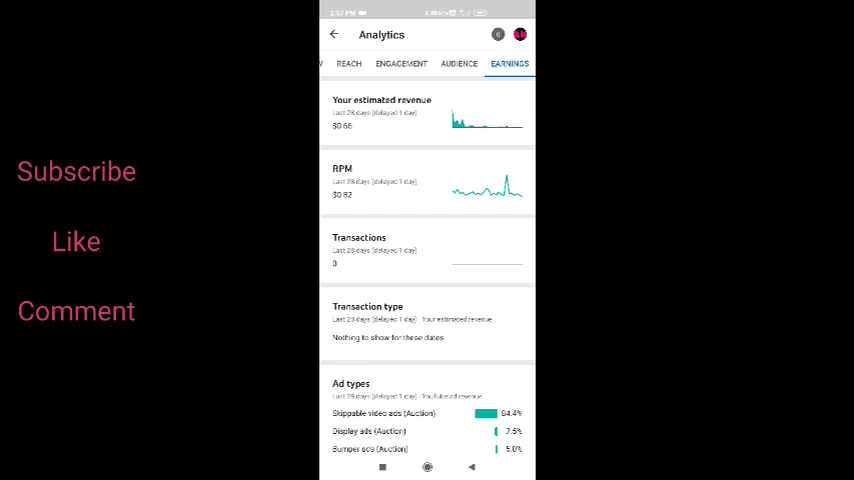 2:57 PM
Analytics
REACH ENGAGEMENT AUDIENCE EARNINGS
Your estimated revenue
Last 28 days (delayed 1 day)
$0.66
RPM
Last 28 days (delayed 1 day)
$0.82
Transactions
Last 28 days (delayed 1 day)
0
Transaction type
Last 28 days (delayed 1 day) · Your estimated revenue
Nothing to show for these dates
Ad types
Last 28 days (delayed 1 day) · YouTube ad revenue
Skippable video ads (Auction) 84.4%
Display ads (Auction) 7.5%
Bumper ads (Auction) 5.0%
Subscribe
Like
Comment